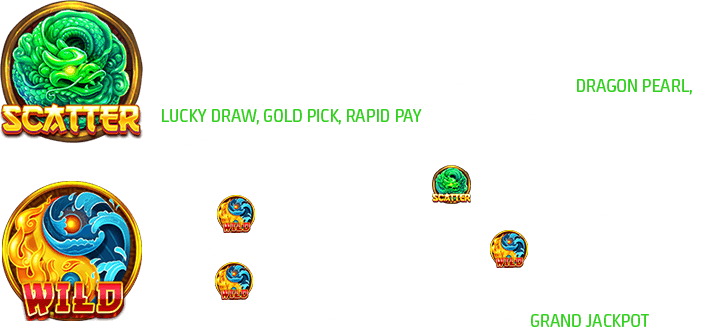 SCATTER
DRAGON PEARL,
LUCKY DRAW, GOLD PICK, RAPID PAY
SCATTER
WILD
WILD
WILD
WILD
GRAND JACKPOT